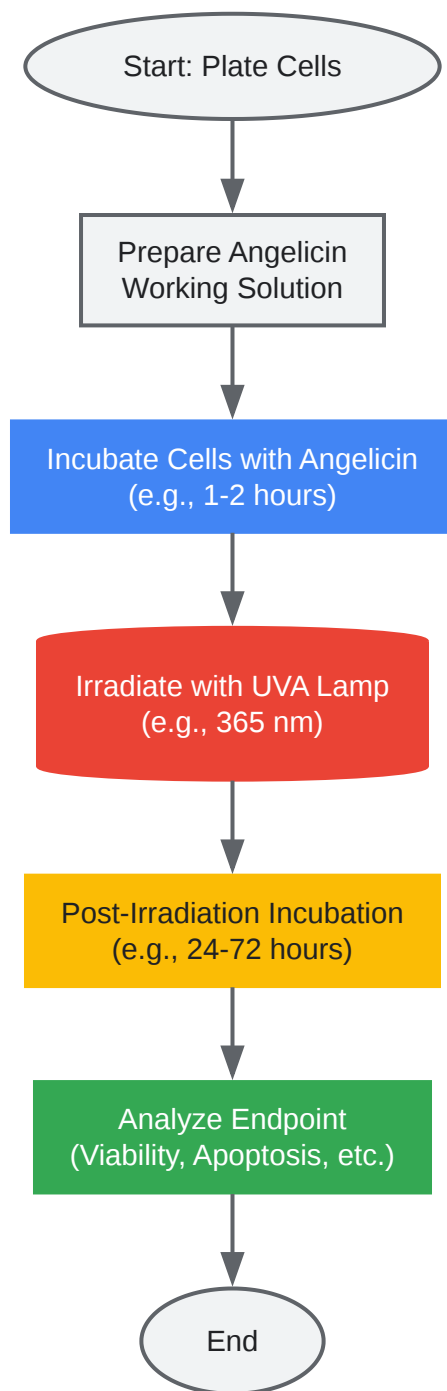 Start: Plate Cells
Prepare Angelicin
Working Solution
Incubate Cells with Angelicin
(e.g., 1-2 hours)
Irradiate with UVA Lamp
(e.g., 365 nm)
Post-Irradiation Incubation
(e.g., 24-72 hours)
Analyze Endpoint
(Viability, Apoptosis, etc.)
End